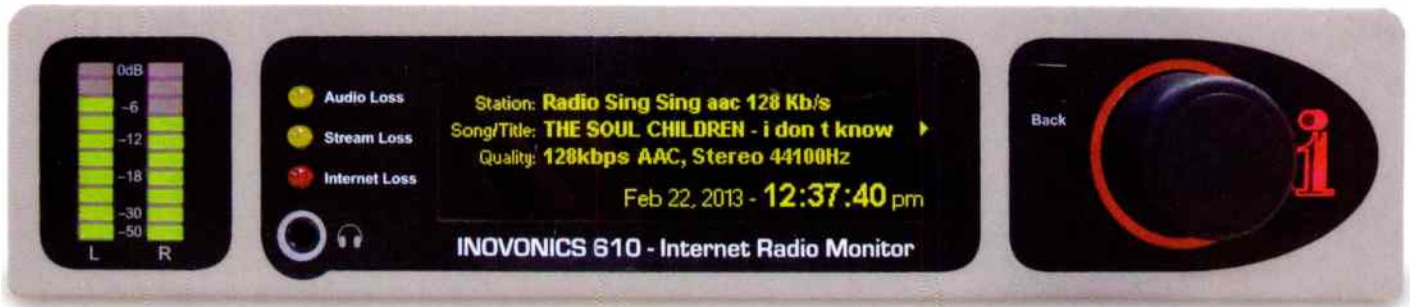 0dB
-6
-12
-18
-30
-50
L R
Audio Loss
Stream Loss
Internet Loss
Station: Radio Sing Sing aac 128 Kb/s
Song/Title: THE SOUL CHILDREN - i don t know
Quality: 128kbps AAC, Stereo 44100Hz
Feb 22, 2013 - 12:37:40 pm
INOVONICS 610 - Internet Radio Monitor
Back
i